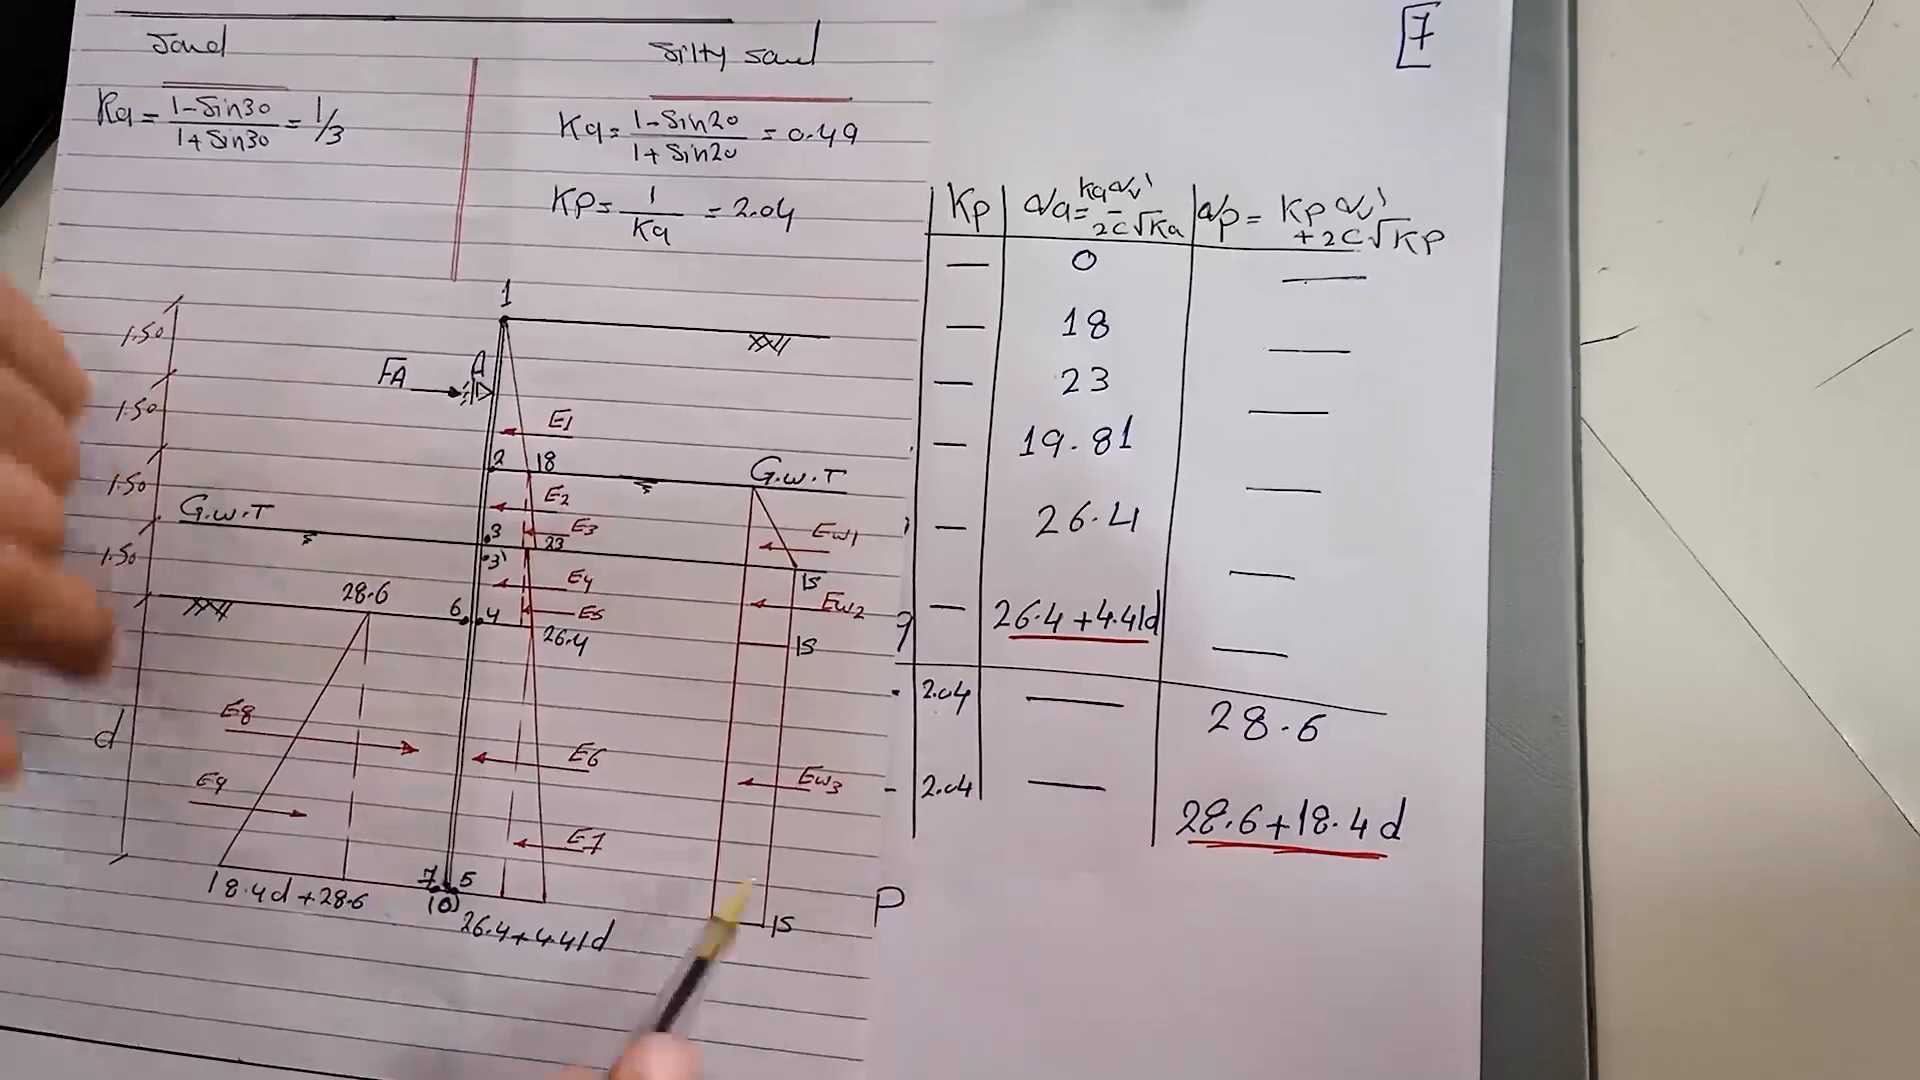 [7]
Sand
Ka = 1-Sin30 / 1+Sin30 = 1/3
Silty sand
Ka = 1-Sin20 / 1+Sin20 = 0.49
KP = 1 / Ka = 2.04
Kp
σa = Ka σv' - 2C√Ka
σp = Kp σv' + 2C√KP
— 0 —
— 18 —
— 23 —
— 19.81 —
— 26.4 —
9 — 26.4 + 4.41d —
- 2.04 — 28.6
- 2.04 — 28.6 + 18.4 d
1
1.50
FA
A
1.50
E1
2
18
G.w.T
1.50
E2
G.w.T
3
E3
23
Ew1
1.50
3'
E4
15
28.6
6
4
E5
Ew2
26.4
15
E8
d
E6
E9
Ew3
E7
7
5
18.4d + 28.6
(0)
26.4 + 4.41d
15
P